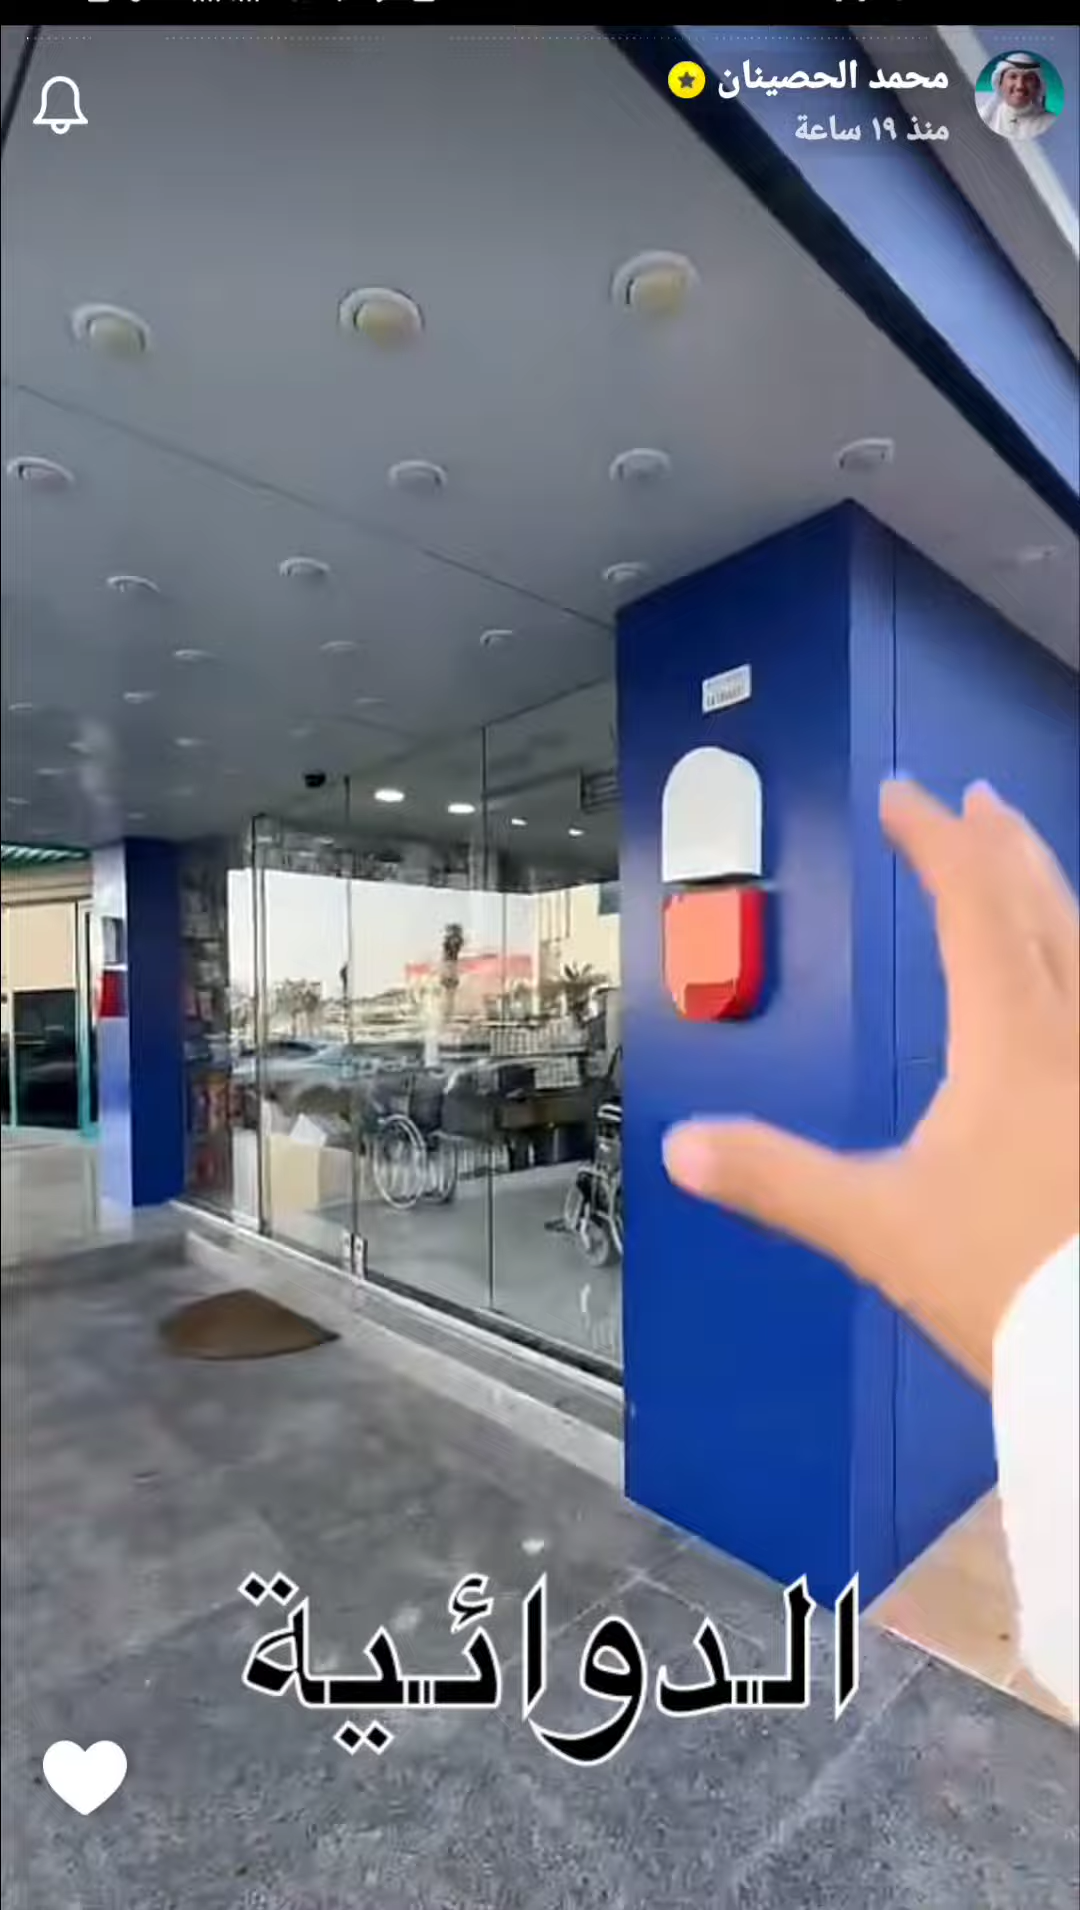 محمد الحصينان
منذ ١٩ ساعة
الدوائية